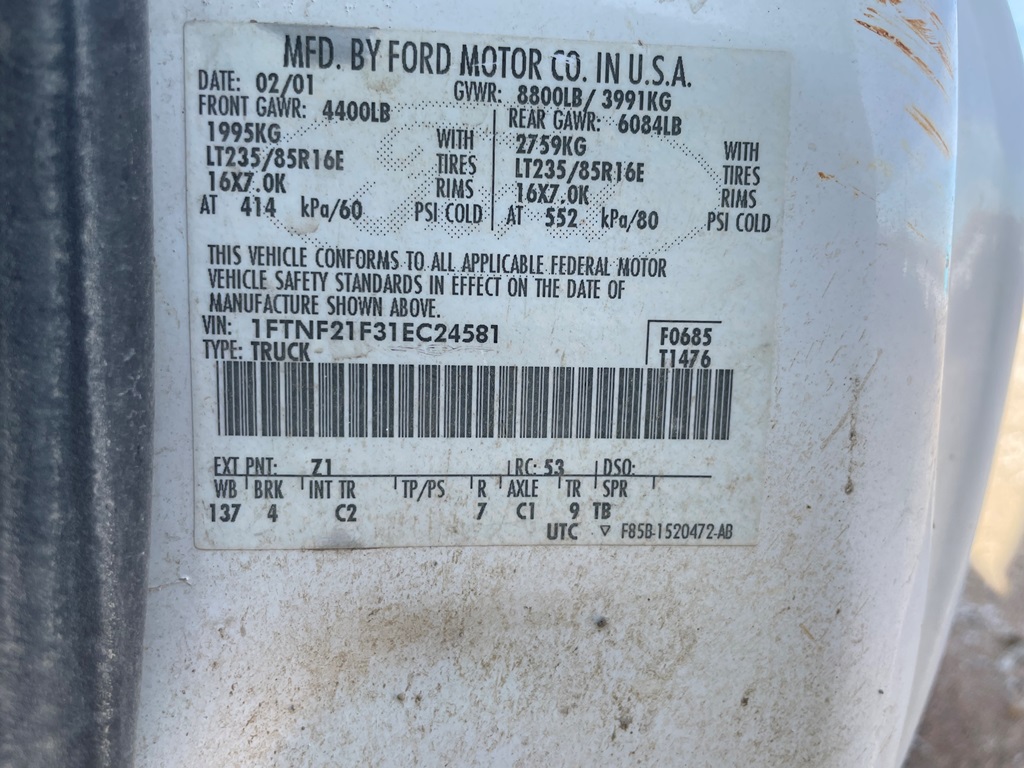 MFD. BY FORD MOTOR CO. IN U.S.A.
DATE: 02/01 GVWR: 8800LB/ 3991KG
FRONT GAWR: 4400LB REAR GAWR: 6084LB
1995KG WITH 2759KG WITH
LT235/85R16E TIRES LT235/85R16E TIRES
16X7.0K RIMS 16X7.0K RIMS
AT 414 kPa/60 PSI COLD AT 552 kPa/80 PSI COLD
THIS VEHICLE CONFORMS TO ALL APPLICABLE FEDERAL MOTOR
VEHICLE SAFETY STANDARDS IN EFFECT ON THE DATE OF
MANUFACTURE SHOWN ABOVE.
VIN: 1FTNF21F31EC24581 F0685
TYPE: TRUCK T1476
EXT PNT: Z1 RC: 53 DSO:
WB BRK INT TR TP/PS R AXLE TR SPR
137 4 C2 7 C1 9 TB
UTC ▽ F85B-1520472-AB